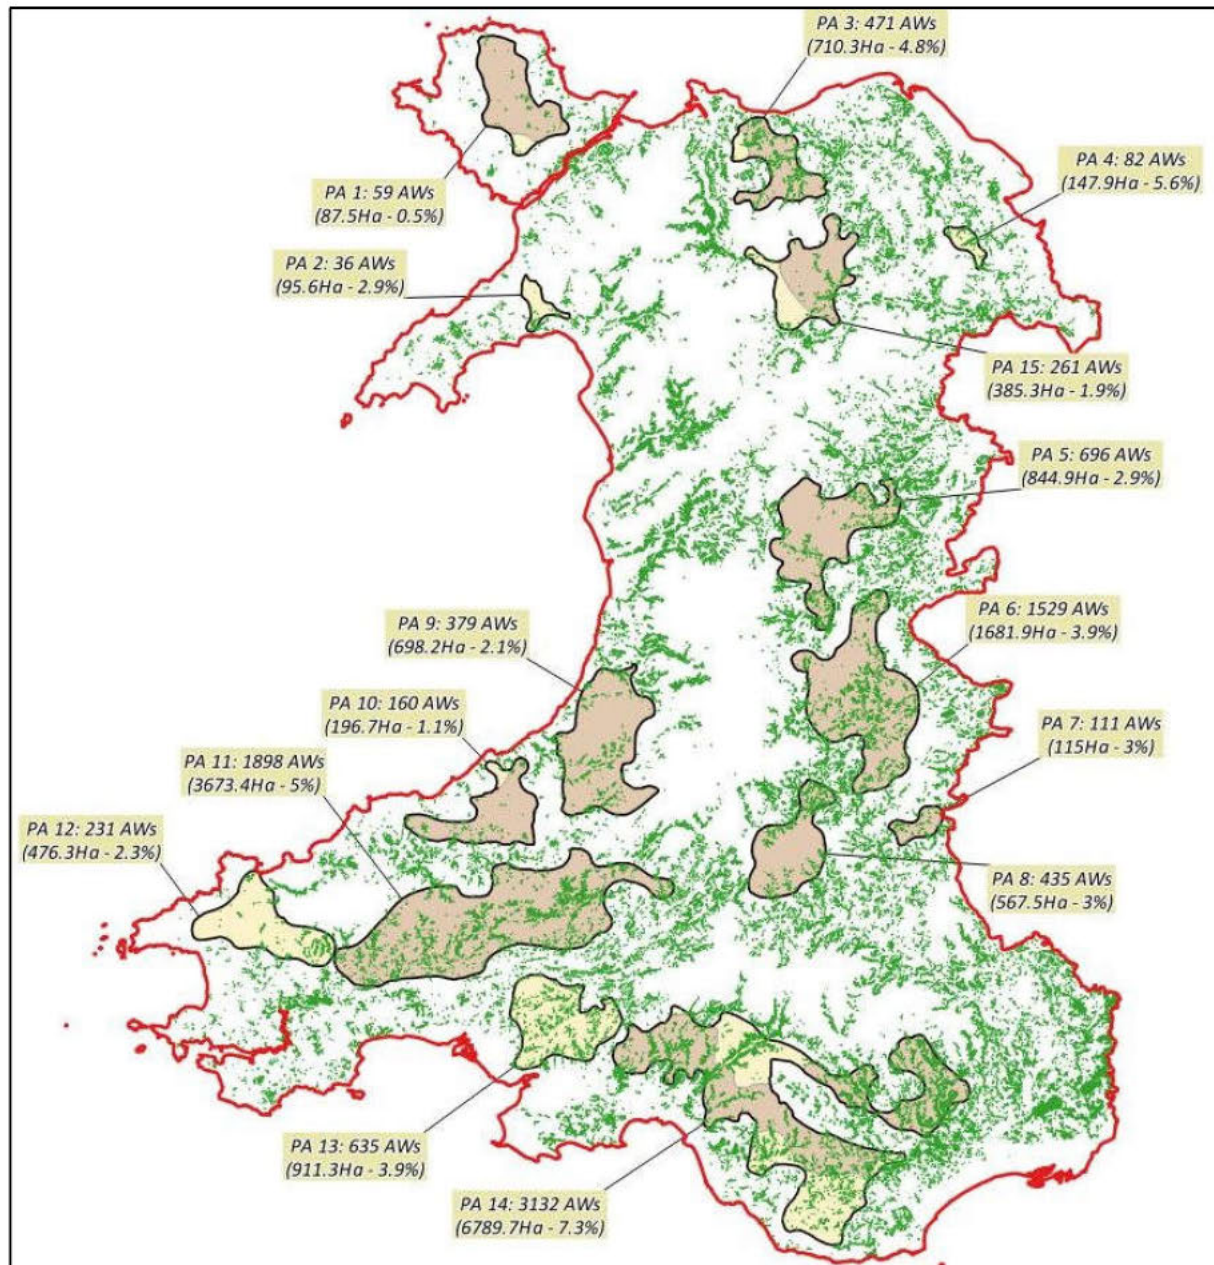 PA 3: 471 AWs
(710.3Ha - 4.8%)
PA 4: 82 AWs
(147.9Ha - 5.6%)
PA 1: 59 AWs
(87.5Ha - 0.5%)
PA 2: 36 AWs
(95.6Ha - 2.9%)
PA 15: 261 AWs
(385.3Ha - 1.9%)
PA 5: 696 AWs
(844.9Ha - 2.9%)
PA 9: 379 AWs
(698.2Ha - 2.1%)
PA 6: 1529 AWs
(1681.9Ha - 3.9%)
PA 10: 160 AWs
(196.7Ha - 1.1%)
PA 7: 111 AWs
(115Ha - 3%)
PA 11: 1898 AWs
(3673.4Ha - 5%)
PA 12: 231 AWs
(476.3Ha - 2.3%)
PA 8: 435 AWs
(567.5Ha - 3%)
PA 13: 635 AWs
(911.3Ha - 3.9%)
PA 14: 3132 AWs
(6789.7Ha - 7.3%)